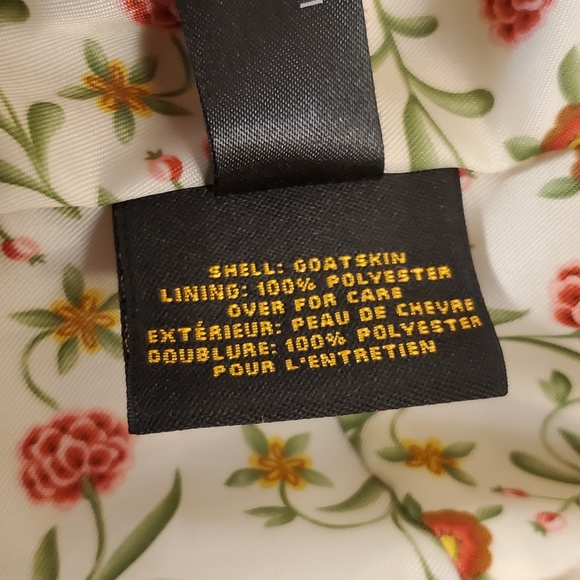 SHELL: GOATSKIN
LINING: 100% POLYESTER
OVER FOR CARE
EXTÉRIEUR: PEAU DE CHEVRE
DOUBLURE: 100% POLYESTER
POUR L'ENTRETIEN